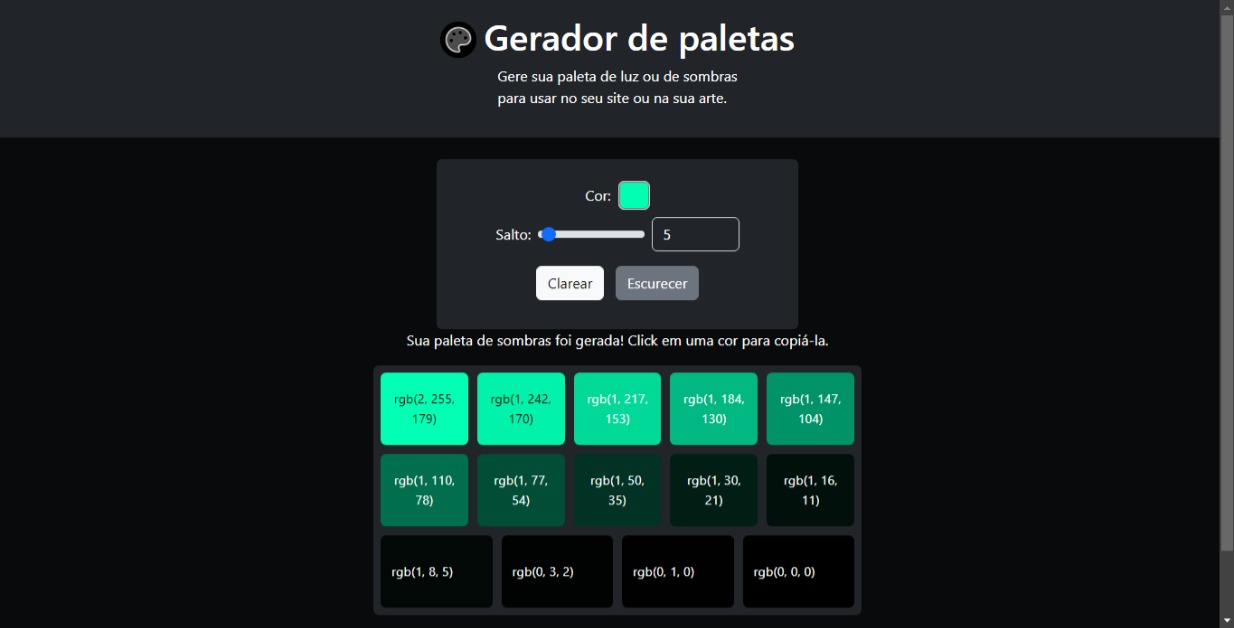 Gerador de paletas
Gere sua paleta de luz ou de sombras
para usar no seu site ou na sua arte.
Cor:
Salto: 5
Clarear Escurecer
Sua paleta de sombras foi gerada! Click em uma cor para copiá-la.
rgb(2, 255,
179)
rgb(1, 242,
170)
rgb(1, 217,
153)
rgb(1, 184,
130)
rgb(1, 147,
104)
rgb(1, 110,
78)
rgb(1, 77,
54)
rgb(1, 50,
35)
rgb(1, 30,
21)
rgb(1, 16,
11)
rgb(1, 8, 5)
rgb(0, 3, 2)
rgb(0, 1, 0)
rgb(0, 0, 0)